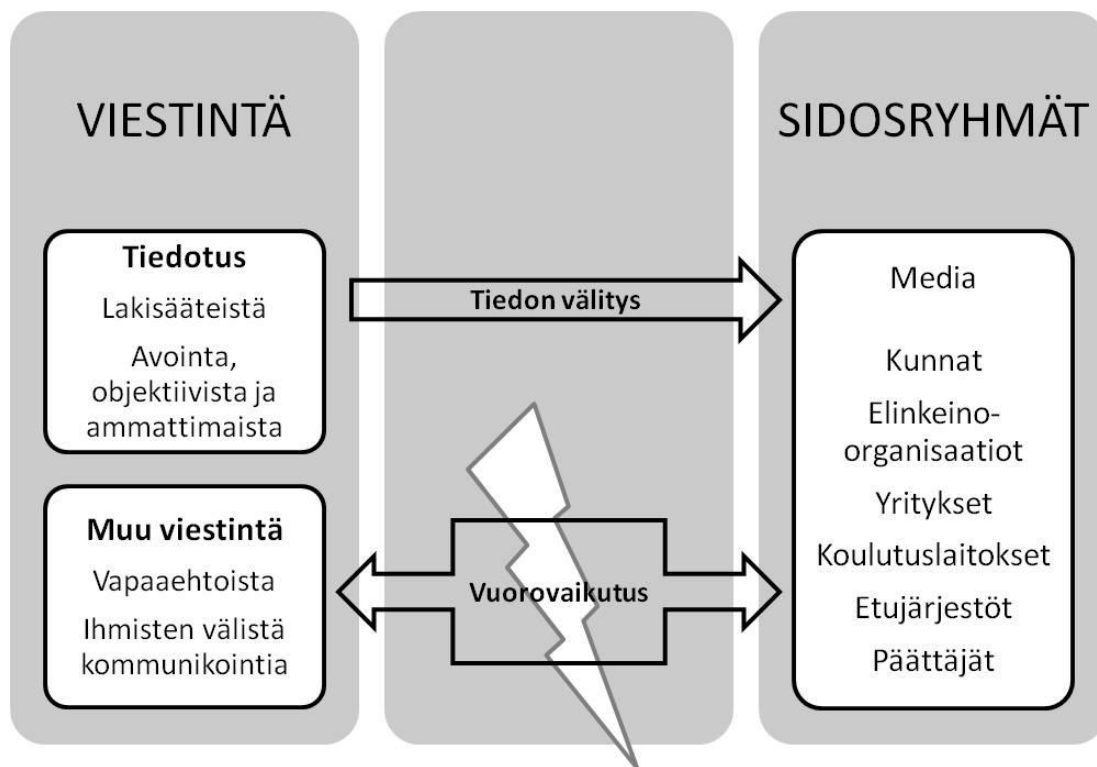 VIESTINTÄ
Tiedotus
Lakisääteistä
Avointa,
objektiivista ja
ammattimaista
Muu viestintä
Vapaaehtoista
Ihmisten välistä
kommunikointia
Tiedon välitys
Vuorovaikutus
SIDOSRYHMÄT
Media
Kunnat
Elinkeino-
organisaatiot
Yritykset
Koulutuslaitokset
Etujärjestöt
Päättäjät